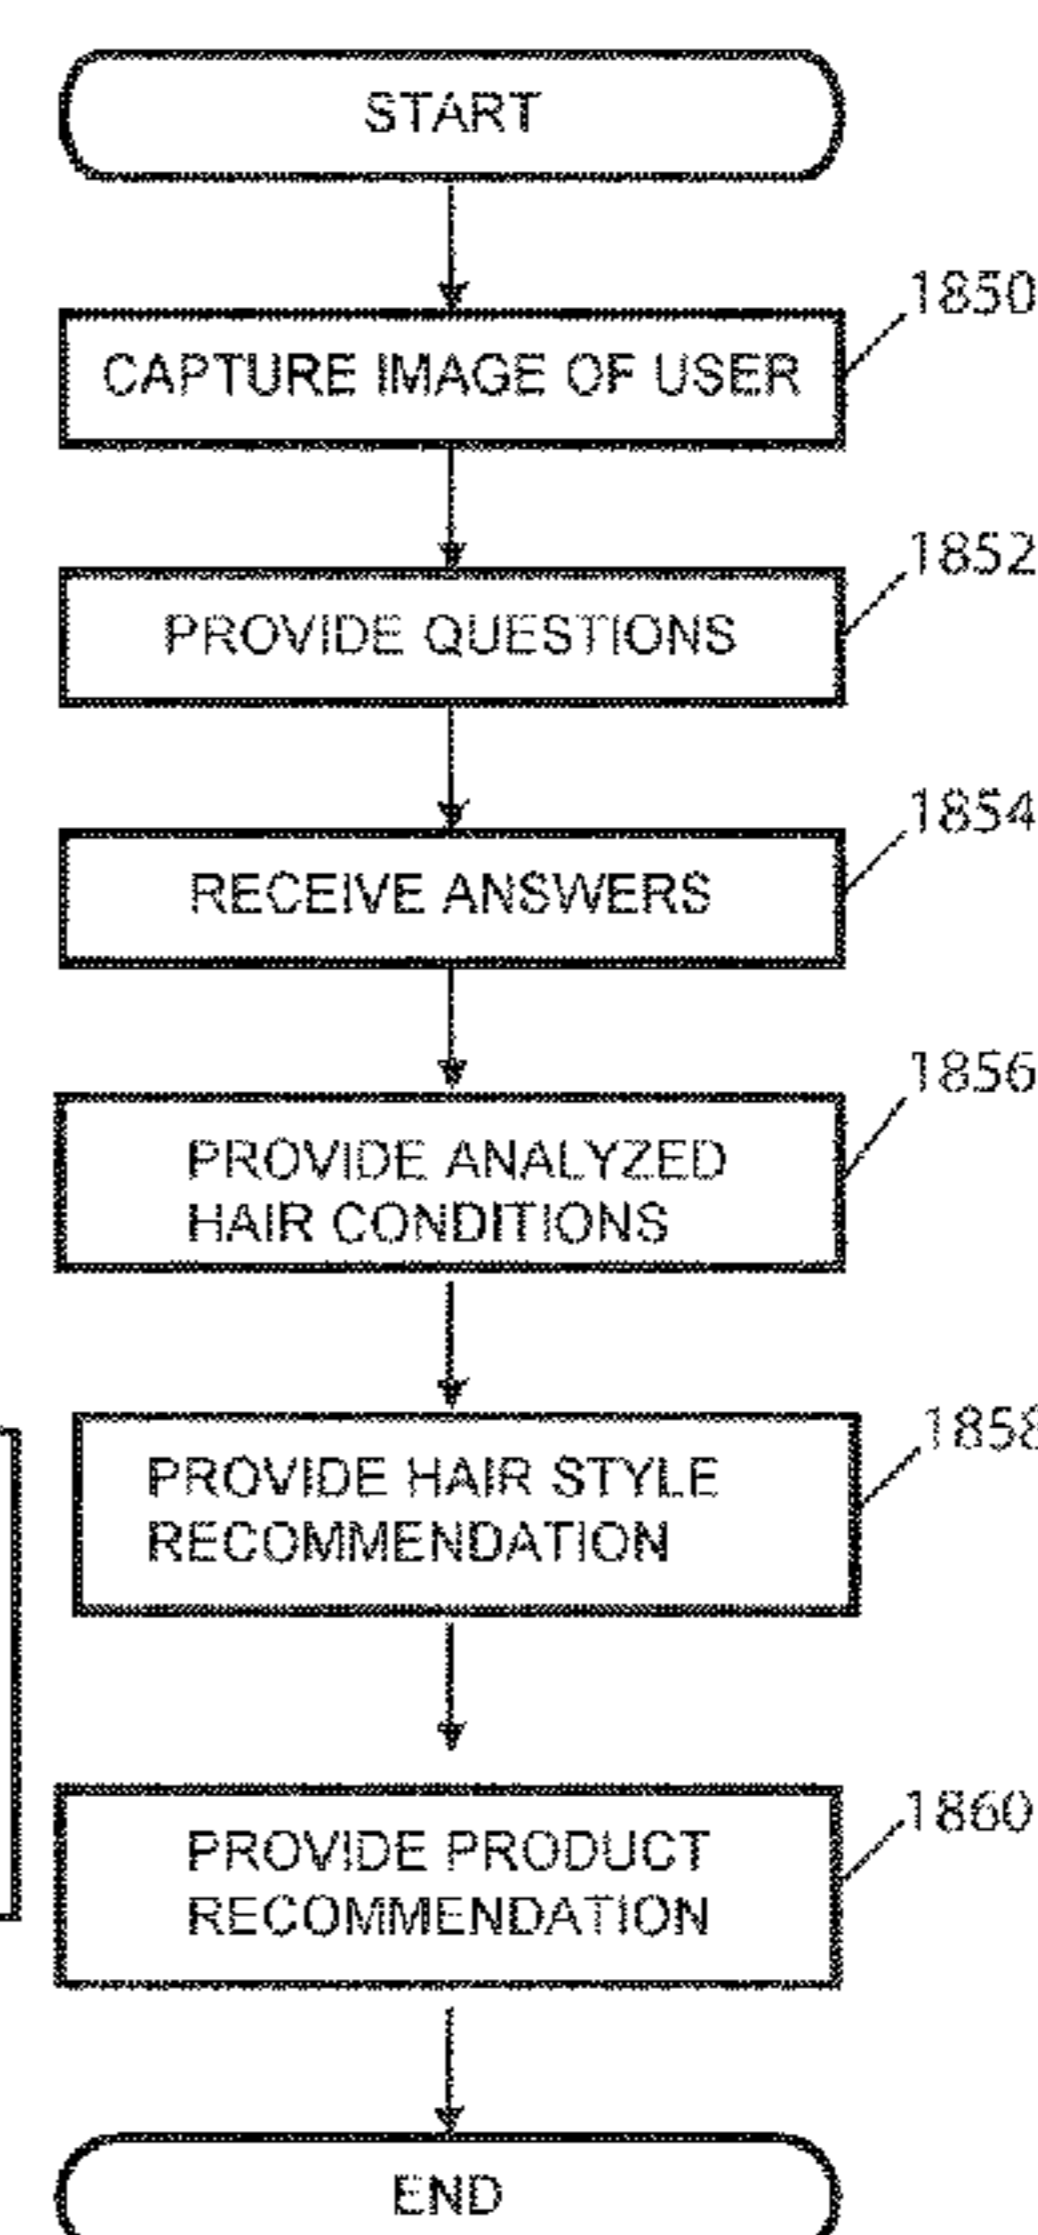 START
1850
CAPTURE IMAGE OF USER
1852
PROVIDE QUESTIONS
1854
RECEIVE ANSWERS
1856
PROVIDE ANALYZED
HAIR CONDITIONS
1858
PROVIDE HAIR STYLE
RECOMMENDATION
1860
PROVIDE PRODUCT
RECOMMENDATION
END